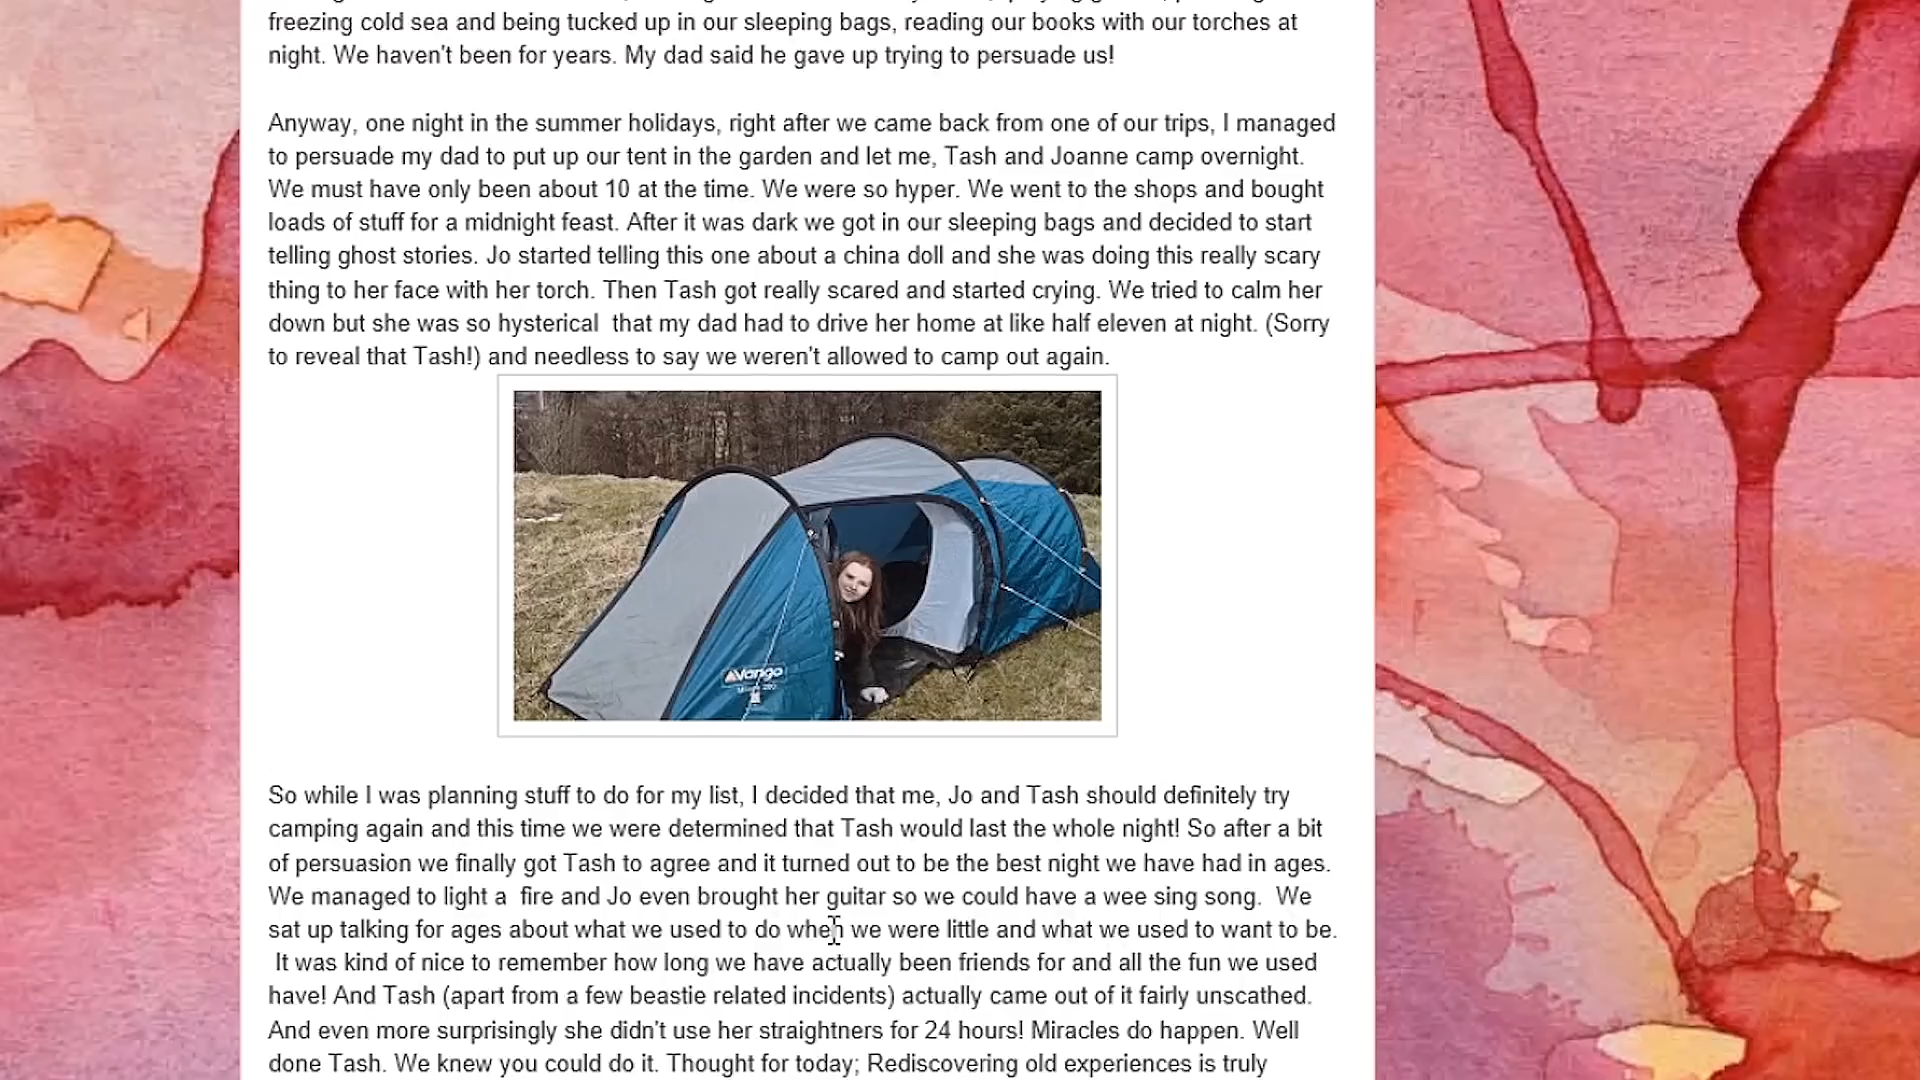 freezing cold sea and being tucked up in our sleeping bags, reading our books with our torches at
night. We haven't been for years. My dad said he gave up trying to persuade us!
Anyway, one night in the summer holidays, right after we came back from one of our trips, I managed
to persuade my dad to put up our tent in the garden and let me, Tash and Joanne camp overnight.
We must have only been about 10 at the time. We were so hyper. We went to the shops and bought
loads of stuff for a midnight feast. After it was dark we got in our sleeping bags and decided to start
telling ghost stories. Jo started telling this one about a china doll and she was doing this really scary
thing to her face with her torch. Then Tash got really scared and started crying. We tried to calm her
down but she was so hysterical  that my dad had to drive her home at like half eleven at night. (Sorry
to reveal that Tash!) and needless to say we weren't allowed to camp out again.
Vango
So while I was planning stuff to do for my list, I decided that me, Jo and Tash should definitely try
camping again and this time we were determined that Tash would last the whole night! So after a bit
of persuasion we finally got Tash to agree and it turned out to be the best night we have had in ages.
We managed to light a  fire and Jo even brought her guitar so we could have a wee sing song.  We
sat up talking for ages about what we used to do when we were little and what we used to want to be.
It was kind of nice to remember how long we have actually been friends for and all the fun we used
have! And Tash (apart from a few beastie related incidents) actually came out of it fairly unscathed.
And even more surprisingly she didn't use her straightners for 24 hours! Miracles do happen. Well
done Tash. We knew you could do it. Thought for today; Rediscovering old experiences is truly